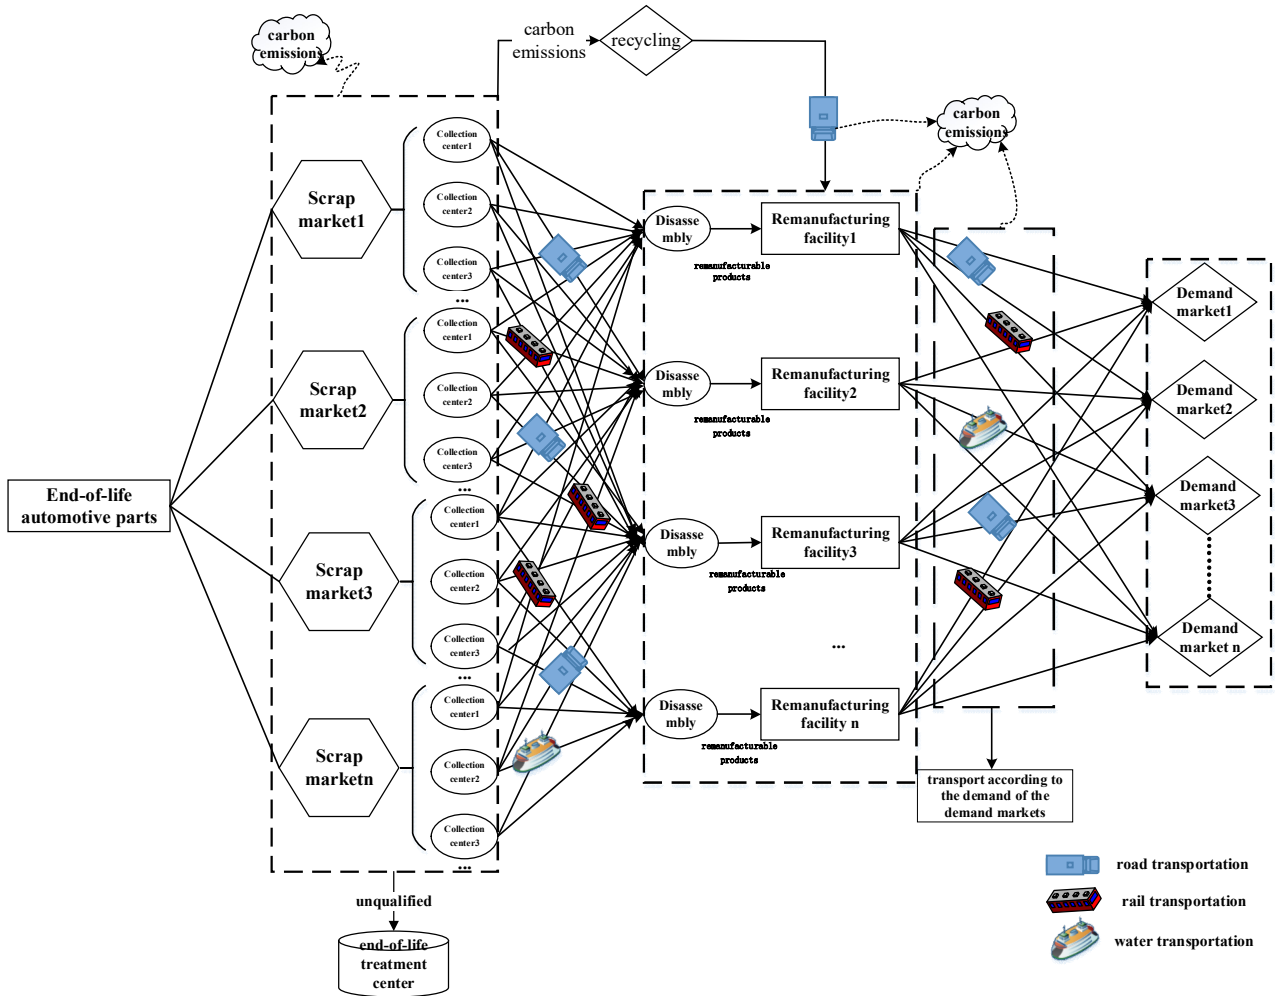 carbon
emissions
carbon
emissions
recycling
carbon
emissions
End-of-life
automotive parts
Scrap
market1
Collection
center1
Collection
center2
Collection
center3
...
Scrap
market2
Collection
center1
Collection
center2
Collection
center3
...
Scrap
market3
Collection
center1
Collection
center2
Collection
center3
...
Scrap
marketn
Collection
center1
Collection
center2
Collection
center3
...
unqualified
end-of-life
treatment
center
Disasse
mbly
remanufacturable
products
Remanufacturing
facility1
Disasse
mbly
remanufacturable
products
Remanufacturing
facility2
Disasse
mbly
remanufacturable
products
Remanufacturing
facility3
...
Disasse
mbly
remanufacturable
products
Remanufacturing
facility n
Demand
market1
Demand
market2
Demand
market3
Demand
market n
transport according to
the demand of the
demand markets
road transportation
rail transportation
water transportation